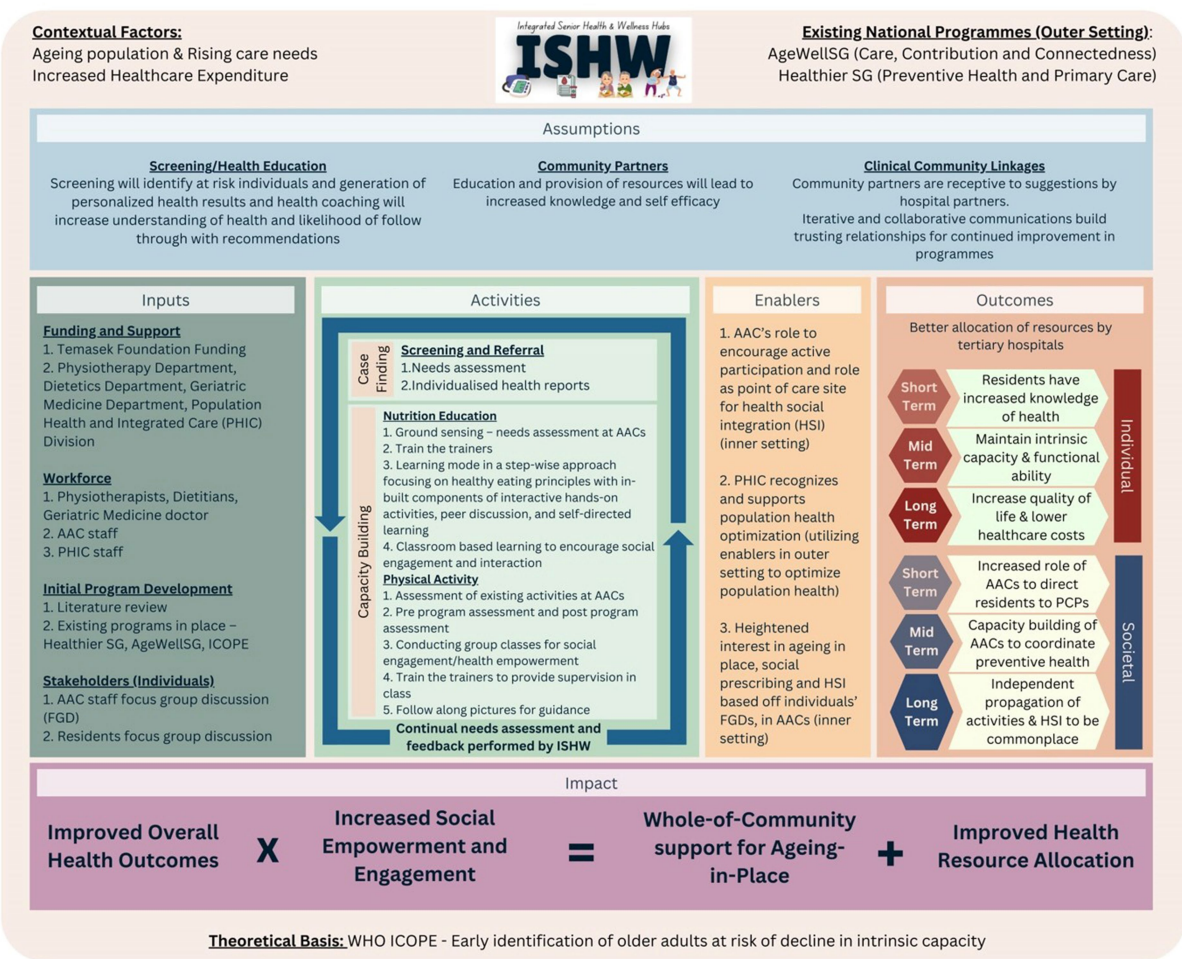 Contextual Factors:
Ageing population & Rising care needs
Increased Healthcare Expenditure
Integrated Senior Health & Wellness Hubs
ISHW
Existing National Programmes (Outer Setting):
AgeWellSG (Care, Contribution and Connectedness)
Healthier SG (Preventive Health and Primary Care)
Assumptions
Screening/Health Education
Screening will identify at risk individuals and generation of
personalized health results and health coaching will
increase understanding of health and likelihood of follow
through with recommendations
Community Partners
Education and provision of resources will lead to
increased knowledge and self efficacy
Clinical Community Linkages
Community partners are receptive to suggestions by
hospital partners.
Iterative and collaborative communications build
trusting relationships for continued improvement in
programmes
Inputs
Funding and Support
1. Temasek Foundation Funding
2. Physiotherapy Department,
Dietetics Department, Geriatric
Medicine Department, Population
Health and Integrated Care (PHIC)
Division
Workforce
1. Physiotherapists, Dietitians,
Geriatric Medicine doctor
2. AAC staff
3. PHIC staff
Initial Program Development
1. Literature review
2. Existing programs in place –
Healthier SG, AgeWellSG, ICOPE
Stakeholders (Individuals)
1. AAC staff focus group discussion
(FGD)
2. Residents focus group discussion
Activities
Case
Finding
Screening and Referral
1.Needs assessment
2.Individualised health reports
Capacity Building
Nutrition Education
1. Ground sensing – needs assessment at AACs
2. Train the trainers
3. Learning mode in a step-wise approach
focusing on healthy eating principles with in-
built components of interactive hands-on
activities, peer discussion, and self-directed
learning
4. Classroom based learning to encourage social
engagement and interaction
Physical Activity
1. Assessment of existing activities at AACs
2. Pre program assessment and post program
assessment
3. Conducting group classes for social
engagement/health empowerment
4. Train the trainers to provide supervision in
class
5. Follow along pictures for guidance
Continual needs assessment and
feedback performed by ISHW
Enablers
1. AAC's role to
encourage active
participation and role
as point of care site
for health social
integration (HSI)
(inner setting)
2. PHIC recognizes
and supports
population health
optimization (utilizing
enablers in outer
setting to optimize
population health)
3. Heightened
interest in ageing in
place, social
prescribing and HSI
based off individuals'
FGDs, in AACs (inner
setting)
Outcomes
Better allocation of resources by
tertiary hospitals
Short
Term
Residents have
increased knowledge
of health
Mid
Term
Maintain intrinsic
capacity & functional
ability
Long
Term
Increase quality of
life & lower
healthcare costs
Individual
Short
Term
Increased role of
AACs to direct
residents to PCPs
Mid
Term
Capacity building of
AACs to coordinate
preventive health
Long
Term
Independent
propagation of
activities & HSI to be
commonplace
Societal
Impact
Improved Overall
Health Outcomes
X
Increased Social
Empowerment and
Engagement
=
Whole-of-Community
support for Ageing-
in-Place
+
Improved Health
Resource Allocation
Theoretical Basis: WHO ICOPE - Early identification of older adults at risk of decline in intrinsic capacity